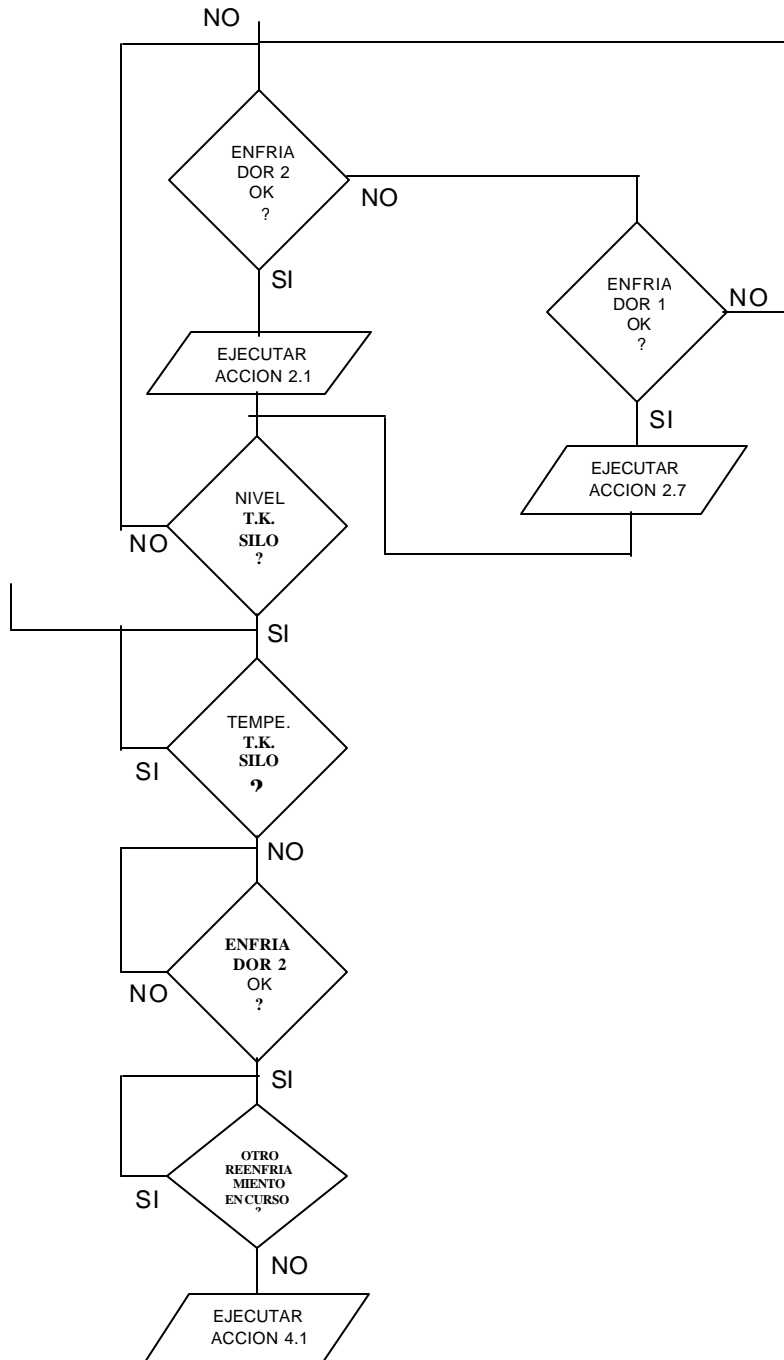 NO
ENFRIA
DOR 2
OK
?
NO
SI
ENFRIA
DOR 1
OK
?
NO
SI
EJECUTAR
ACCION 2.1
EJECUTAR
ACCION 2.7
NIVEL
T.K.
SILO
?
NO
SI
TEMPE.
T.K.
SILO
?
SI
NO
ENFRIA
DOR 2
OK
?
NO
SI
OTRO
REENFRIA
MIENTO
EN CURSO
?
SI
NO
EJECUTAR
ACCION 4.1